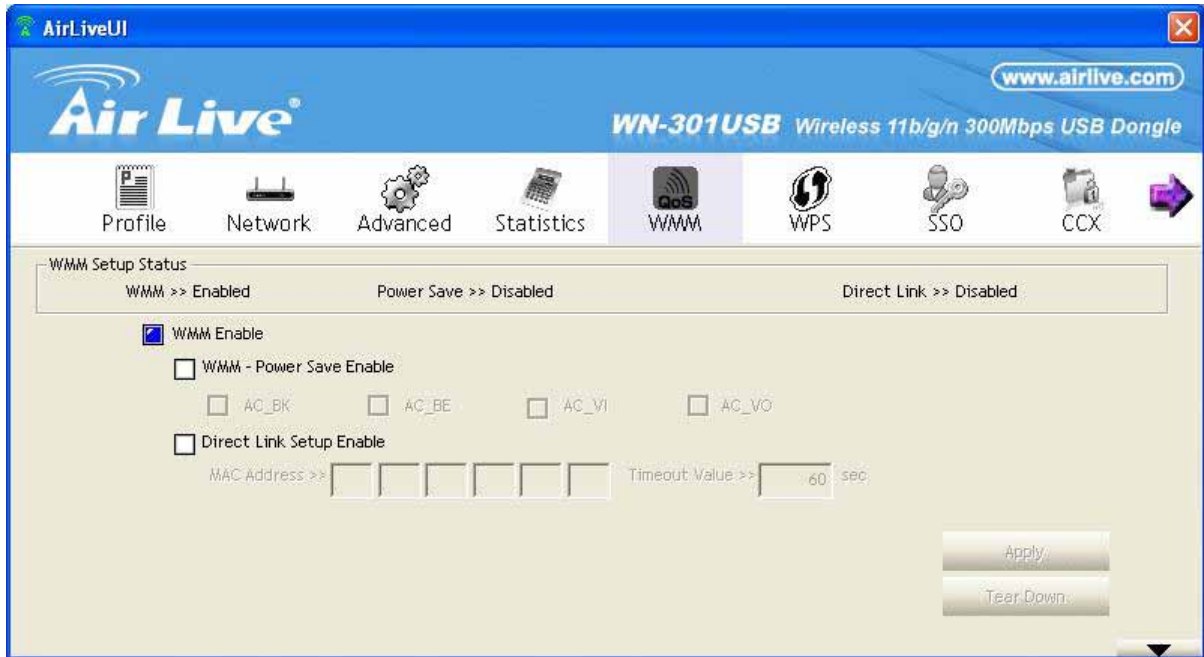 AirLiveUI
www.airlive.com
Air Live®
WN-301USB Wireless 11b/g/n 300Mbps USB Dongle
P
QoS
Profile Network Advanced Statistics WMM WPS SSO CCX
WMM Setup Status
WMM >> Enabled Power Save >> Disabled Direct Link >> Disabled
WMM Enable
WMM - Power Save Enable
AC_BK AC_BE AC_VI AC_VO
Direct Link Setup Enable
MAC Address >> Timeout Value >> 60 sec
Apply
Tear Down